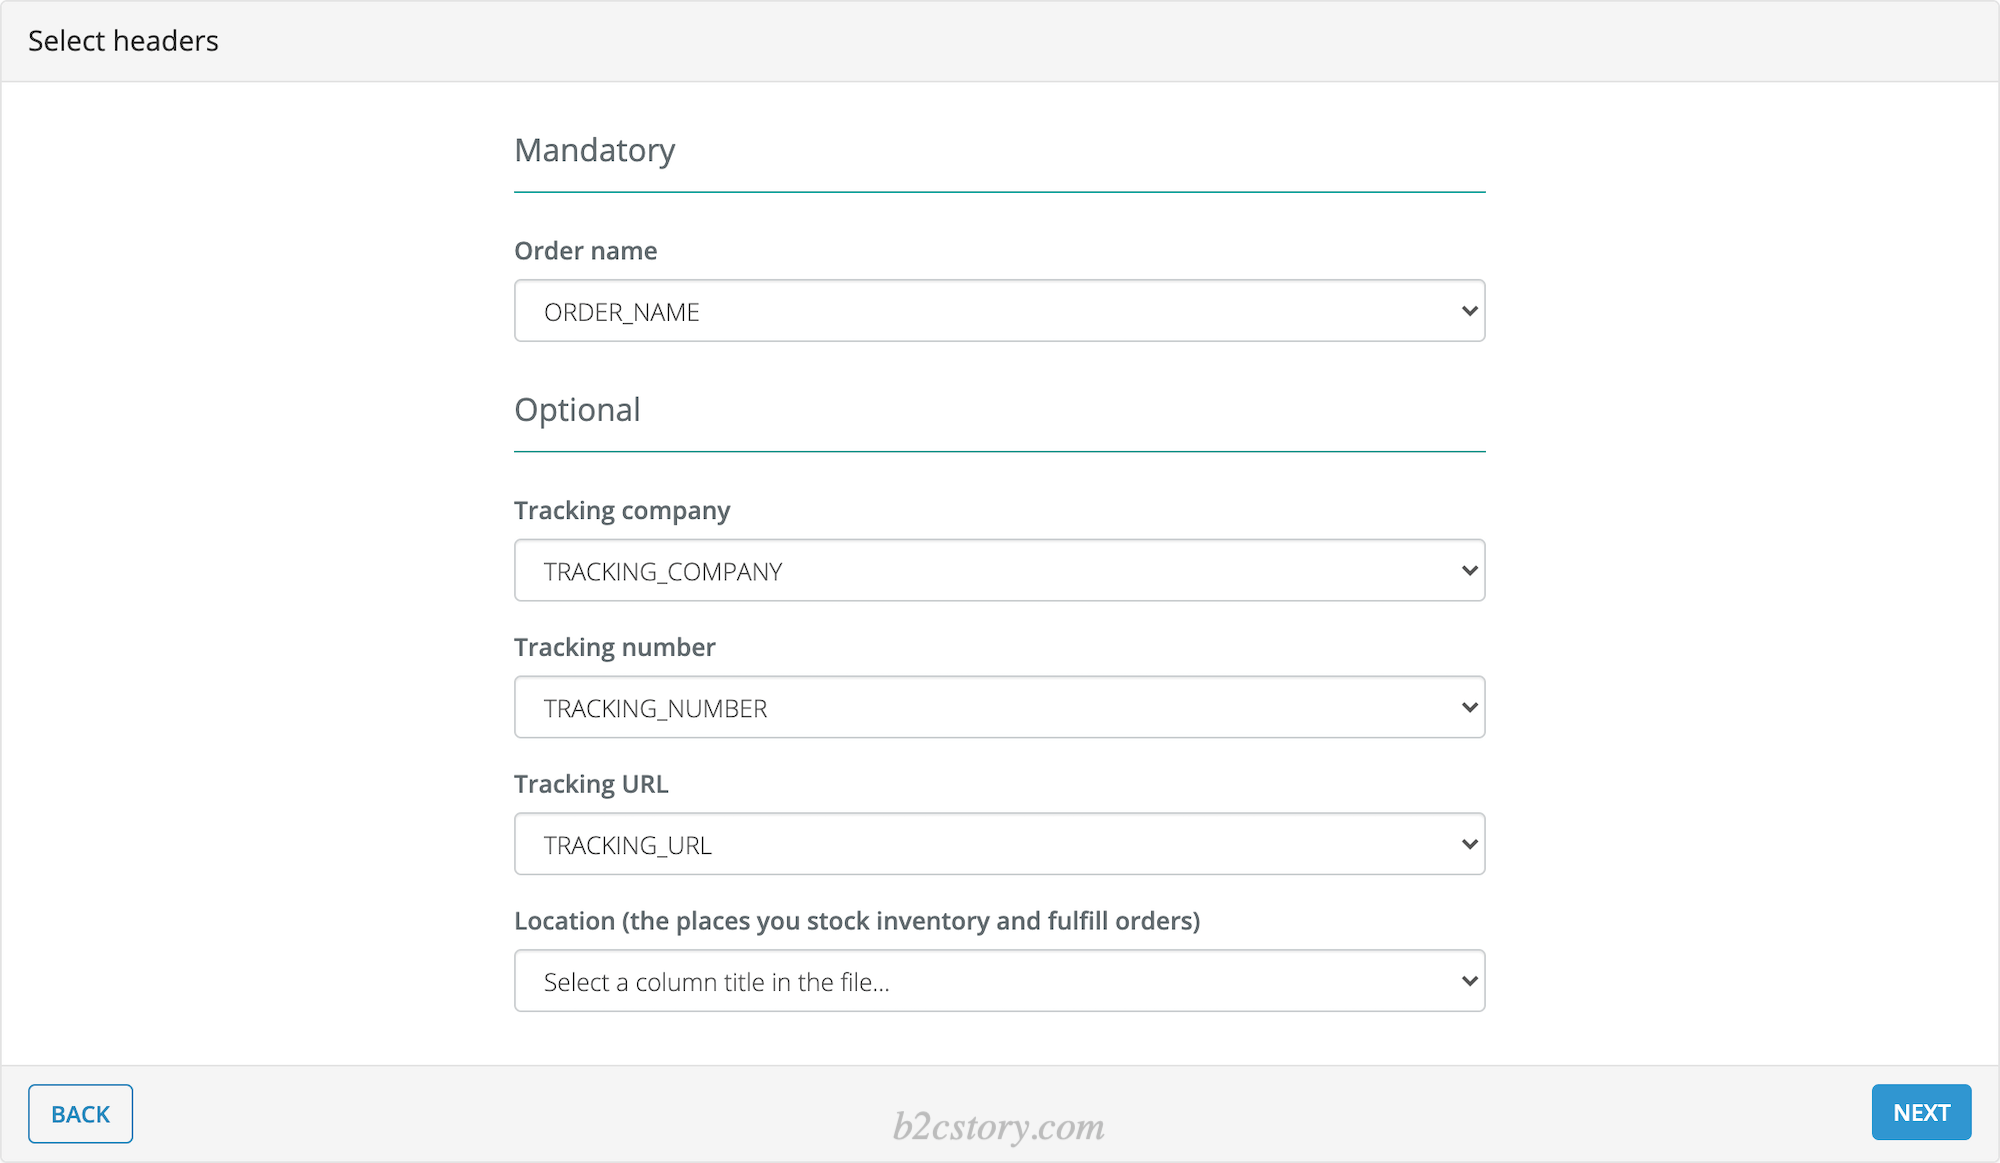 Select headers
Mandatory
Order name
ORDER_NAME
Optional
Tracking company
TRACKING_COMPANY
Tracking number
TRACKING_NUMBER
Tracking URL
TRACKING_URL
Location (the places you stock inventory and fulfill orders)
Select a column title in the file...
BACK
b2cstory.com
NEXT